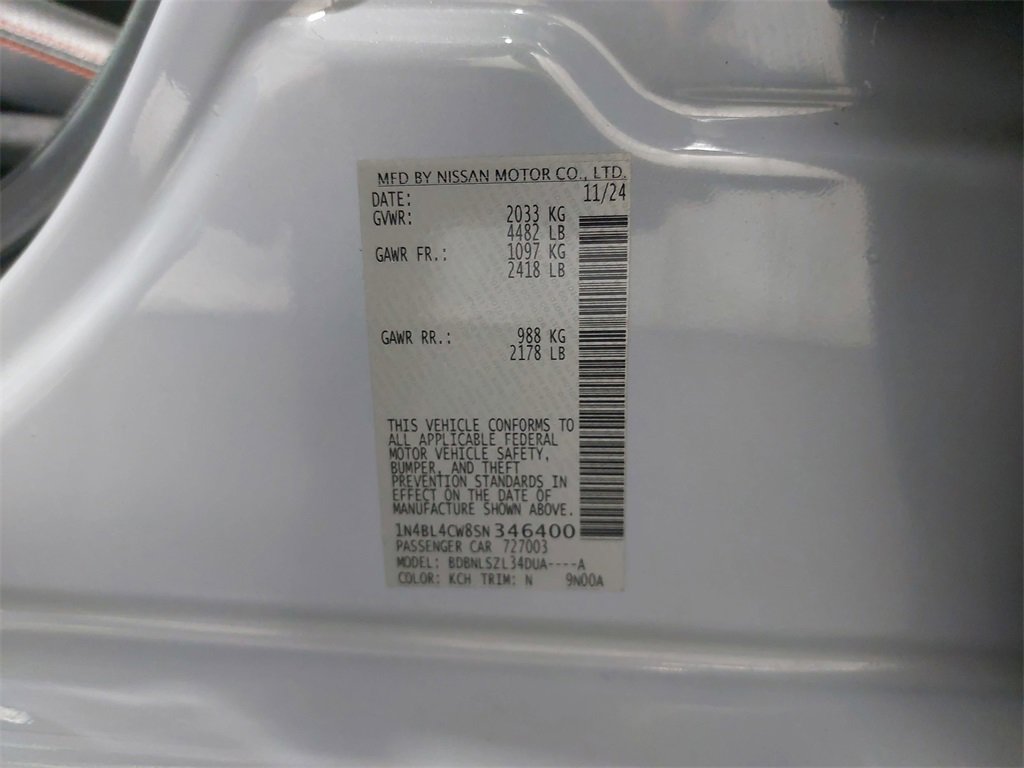 MFD BY NISSAN MOTOR CO., LTD.
DATE: 11/24
GVWR: 2033 KG
4482 LB
GAWR FR.: 1097 KG
2418 LB
GAWR RR.: 988 KG
2178 LB
THIS VEHICLE CONFORMS TO
ALL APPLICABLE FEDERAL
MOTOR VEHICLE SAFETY,
BUMPER, AND THEFT
PREVENTION STANDARDS IN
EFFECT ON THE DATE OF
MANUFACTURE SHOWN ABOVE.
1N4BL4CW8SN346400
PASSENGER CAR 727003
MODEL: BDBNLSZL34DUA----A
COLOR: KCH TRIM: N 9N00A